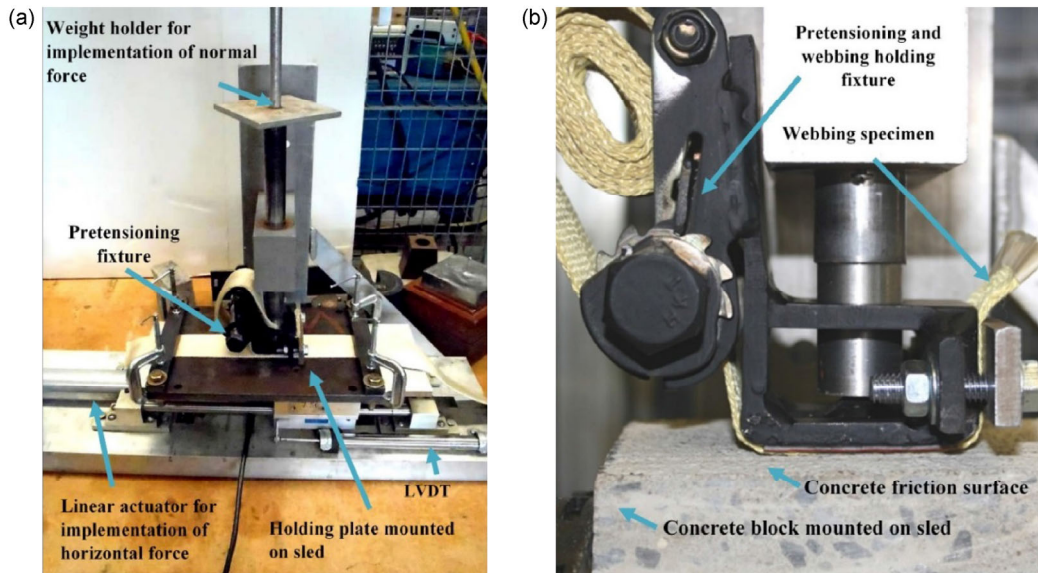 (a)
Weight holder for
implementation of normal
force
Pretensioning
fixture
Linear actuator for
implementation of
horizontal force
LVDT
Holding plate mounted
on sled
(b)
Pretensioning and
webbing holding
fixture
Webbing specimen
Concrete friction surface
Concrete block mounted on sled